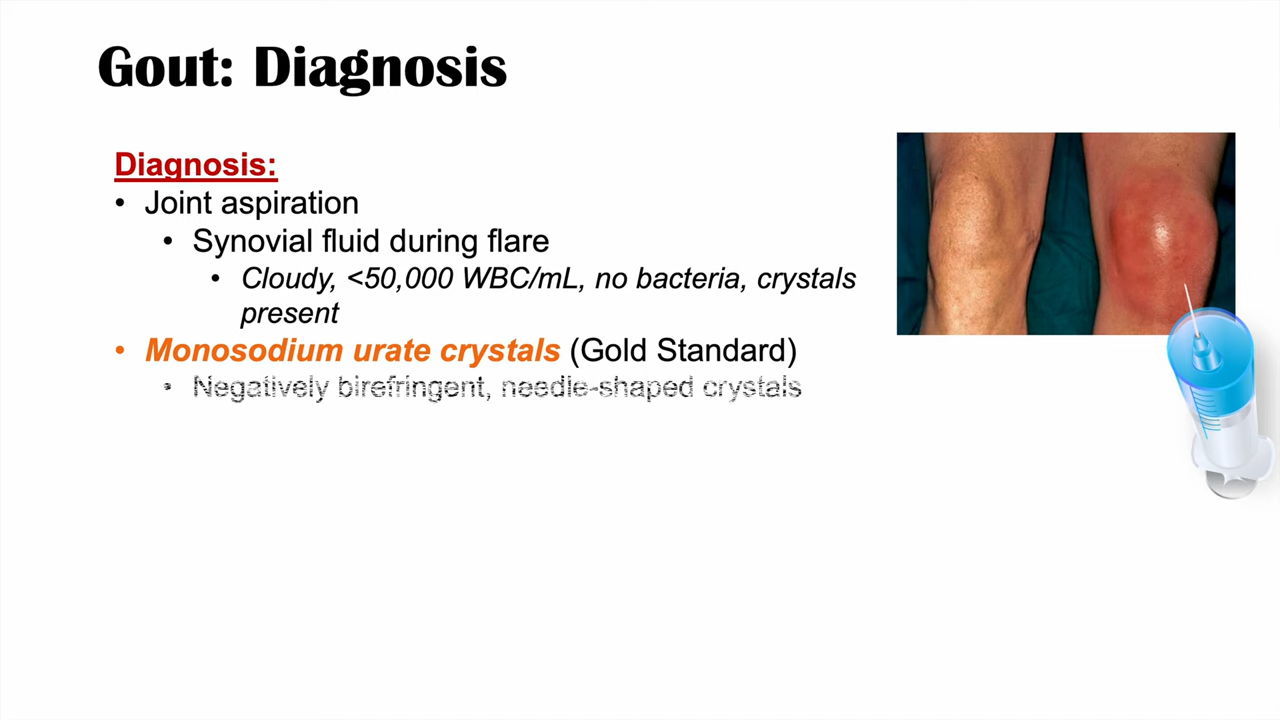 Gout: Diagnosis
Diagnosis:
• Joint aspiration
• Synovial fluid during flare
• Cloudy, <50,000 WBC/mL, no bacteria, crystals
present
• Monosodium urate crystals (Gold Standard)
• Negatively birefringent, needle-shaped crystals